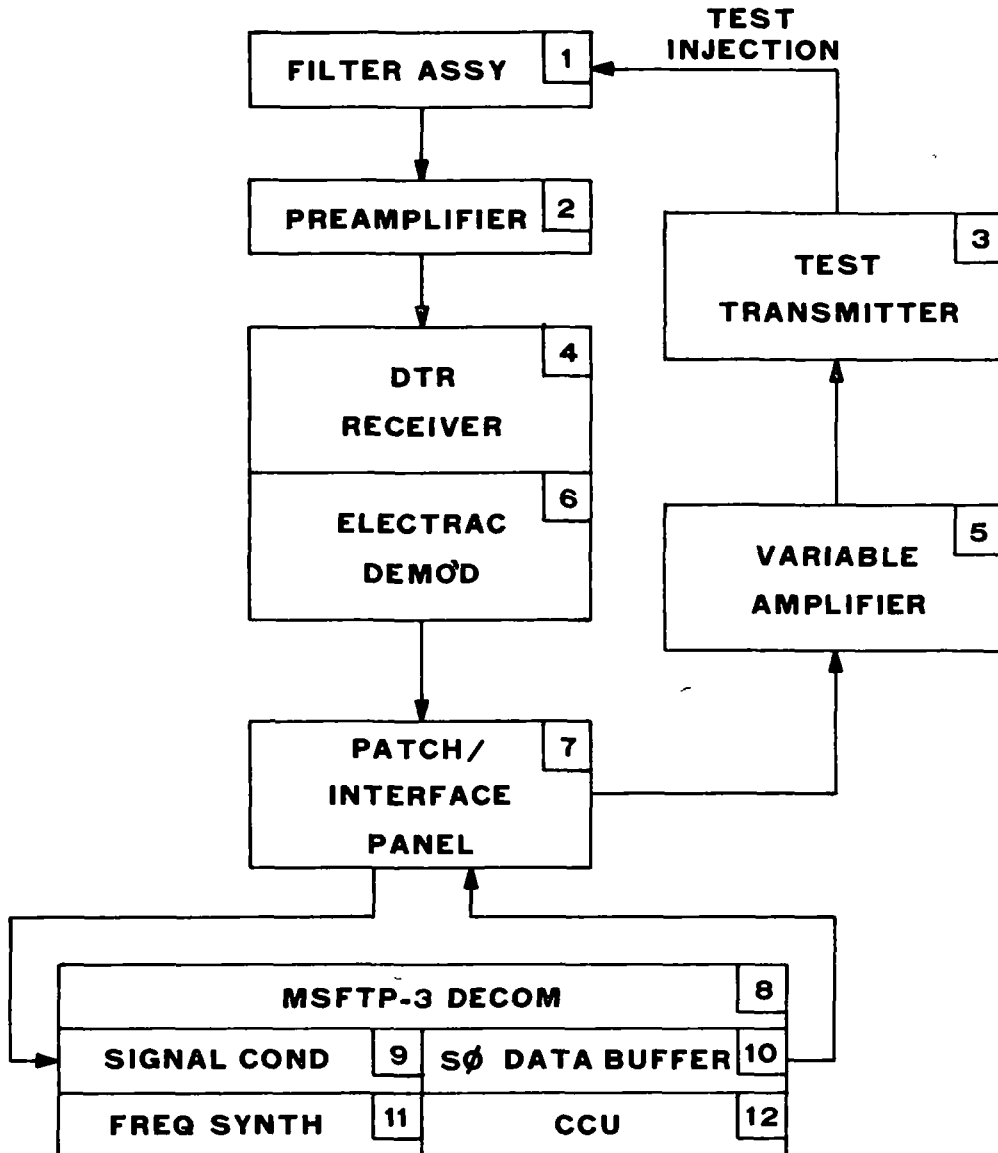 TEST
INJECTION
FILTER ASSY
1
PREAMPLIFIER
2
3
TEST
TRANSMITTER
4
DTR
RECEIVER
6
ELECTRAC
DEMOD
5
VARIABLE
AMPLIFIER
7
PATCH/
INTERFACE
PANEL
MSFTP-3 DECOM
8
SIGNAL COND
9
SØ DATA BUFFER
10
FREQ SYNTH
11
CCU
12